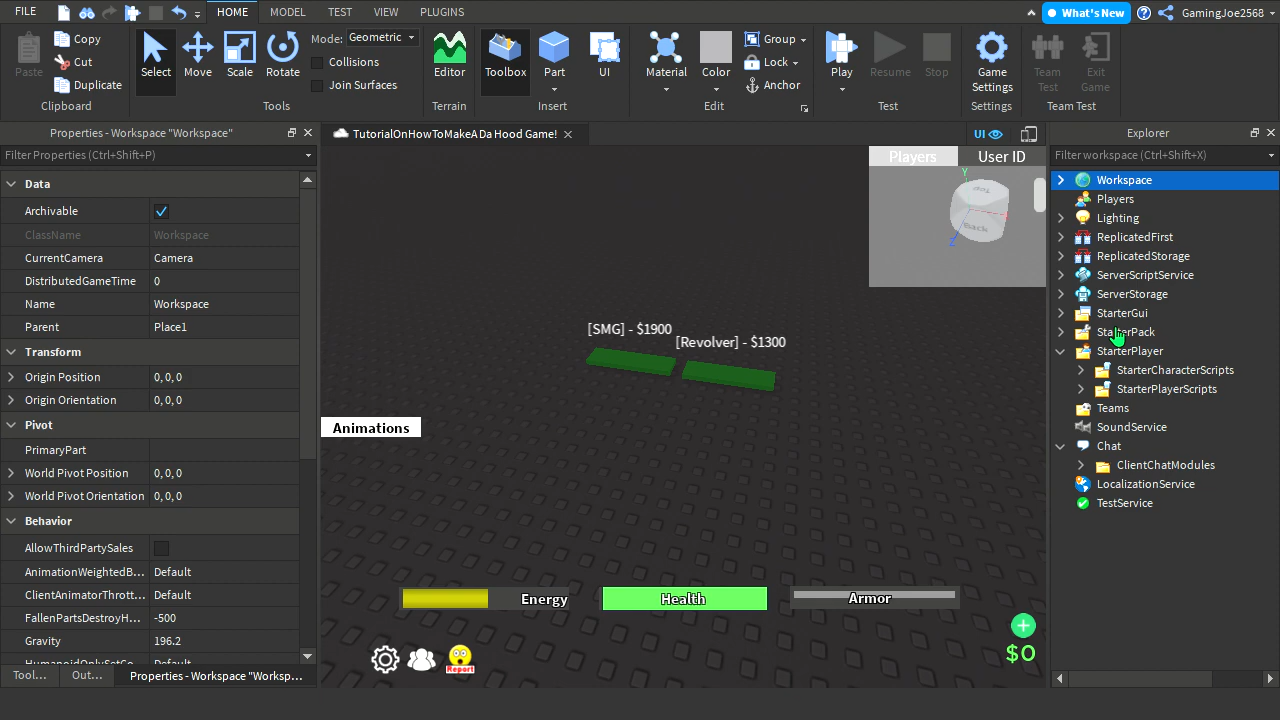 FILE
HOME
MODEL
TEST
VIEW
PLUGINS
What's New
GamingJoe2568
Paste
Copy
Cut
Duplicate
Clipboard
Select
Move
Scale
Rotate
Mode: Geometric
Collisions
Join Surfaces
Tools
Editor
Terrain
Toolbox
Part
UI
Insert
Material
Color
Group
Lock
Anchor
Edit
Play
Resume
Stop
Test
Game
Settings
Settings
Team
Test
Exit
Game
Team Test
Properties - Workspace "Workspace"
Filter Properties (Ctrl+Shift+P)
Data
Archivable
ClassName Workspace
CurrentCamera Camera
DistributedGameTime 0
Name Workspace
Parent Place1
Transform
Origin Position 0, 0, 0
Origin Orientation 0, 0, 0
Pivot
PrimaryPart
World Pivot Position 0, 0, 0
World Pivot Orientation 0, 0, 0
Behavior
AllowThirdPartySales
AnimationWeightedB... Default
ClientAnimatorThrott... Default
FallenPartsDestroyH... -500
Gravity 196.2
Tool...
Out...
Properties - Workspace "Worksp...
TutorialOnHowToMakeADa Hood Game!
UI
Players
User ID
Y
Z
Back
[SMG] - $1900
[Revolver] - $1300
Animations
Energy
Health
Armor
Report
$0
Explorer
Filter workspace (Ctrl+Shift+X)
Workspace
Players
Lighting
ReplicatedFirst
ReplicatedStorage
ServerScriptService
ServerStorage
StarterGui
StarterPack
StarterPlayer
StarterCharacterScripts
StarterPlayerScripts
Teams
SoundService
Chat
ClientChatModules
LocalizationService
TestService